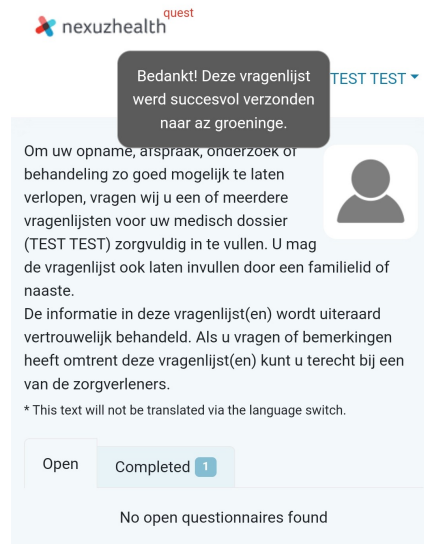 quest
nexuzhealth
Bedankt! Deze vragenlijst
werd succesvol verzonden
naar az groeninge.
TEST TEST
Om uw opname, afspraak, onderzoek of
behandeling zo goed mogelijk te laten
verlopen, vragen wij u een of meerdere
vragenlijsten voor uw medisch dossier
(TEST TEST) zorgvuldig in te vullen. U mag
de vragenlijst ook laten invullen door een familielid of
naaste.
De informatie in deze vragenlijst(en) wordt uiteraard
vertrouwelijk behandeld. Als u vragen of bemerkingen
heeft omtrent deze vragenlijst(en) kunt u terecht bij een
van de zorgverleners.
* This text will not be translated via the language switch.
Open
Completed 1
No open questionnaires found